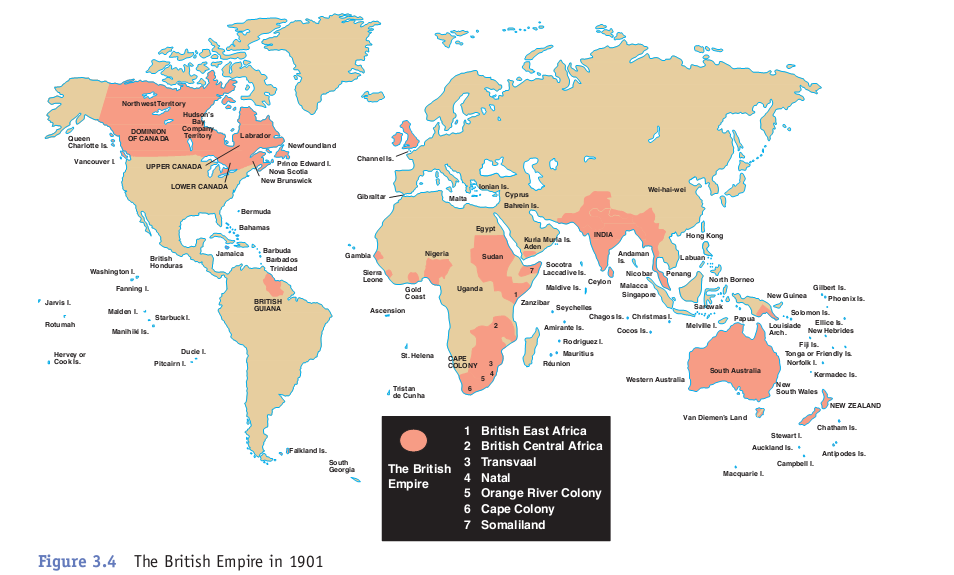 Northwest Territory
Hudson's
Bay
Company
Territory
DOMINION
OF CANADA
Labrador
Queen
Charlotte Is.
Vancouver I.
UPPER CANADA
LOWER CANADA
Newfoundland
Prince Edward I.
Nova Scotia
New Brunswick
Bermuda
Bahamas
Jamaica
Barbuda
Barbados
Trinidad
British
Honduras
BRITISH
GUIANA
Washington I.
Fanning I.
Jarvis I.
Malden I.
Starbuck I.
Rotumah
Manihiki Is.
Hervey or
Cook Is.
Ducie I.
Pitcairn I.
Falkland Is.
South
Georgia
Channel Is.
Gibraltar
Malta
Ionian Is.
Cyprus
Bahrein Is.
Egypt
Kuria Muria Is.
Aden
Gambia
Sierra
Leone
Gold
Coast
Nigeria
Sudan
Uganda
Socotra
Laccadive Is.
Maldive Is.
Zanzibar
Seychelles
Amirante Is.
Rodriguez I.
Mauritius
Réunion
Ascension
St. Helena
Tristan
de Cunha
CAPE
COLONY
1
2
3
4
5
6
7
INDIA
Wei-hai-wei
Hong Kong
Andaman
Is.
Nicobar
Ceylon
Malacca
Singapore
Penang
Labuan
North Borneo
Sarawak
Chagos Is.
Christmas I.
Cocos Is.
Melville I.
Papua
New Guinea
Louisiade
Arch.
Gilbert Is.
Phoenix Is.
Solomon Is.
Ellice Is.
New Hebrides
Fiji Is.
Tonga or Friendly Is.
Norfolk I.
Kermadec Is.
Western Australia
South Australia
New
South Wales
Van Diemen's Land
NEW ZEALAND
Chatham Is.
Stewart I.
Auckland Is.
Antipodes Is.
Campbell I.
Macquarie I.
The British
Empire
1 British East Africa
2 British Central Africa
3 Transvaal
4 Natal
5 Orange River Colony
6 Cape Colony
7 Somaliland
Figure 3.4 The British Empire in 1901